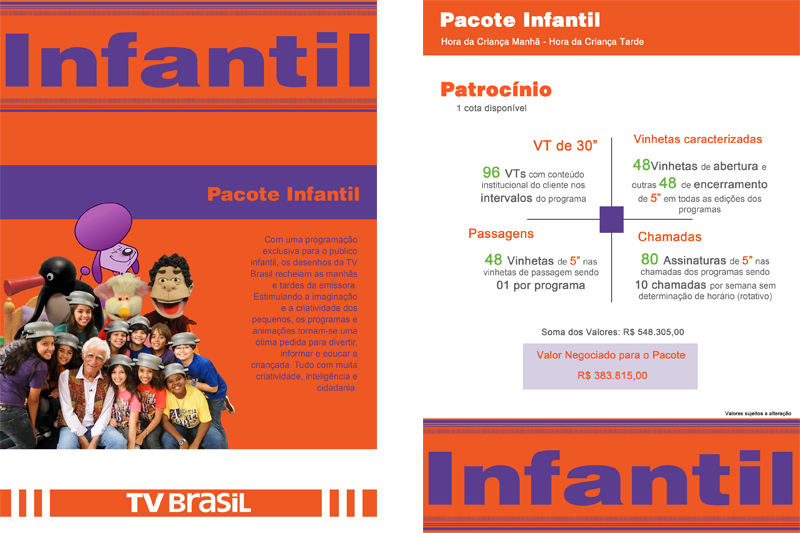 Infantil
Pacote Infantil
Com uma programação
exclusiva para o publico
infantil, os desenhos da TV
Brasil recheiam as manhãs
e tardes da emissora.
Estimulando a imaginação
e a criatividade dos
pequenos, os programas e
animações tornam-se uma
ótima pedida para divertir,
informar e educar a
criançada. Tudo com muita
criatividade, inteligência e
cidadania.
TV BRASIL
Pacote Infantil
Hora da Criança Manhã - Hora da Criança Tarde
Patrocínio
1 cota disponível
VT de 30”
96 VTs com conteúdo
institucional do cliente nos
intervalos do programa
Vinhetas caracterizadas
48Vinhetas de abertura e
outras 48 de encerramento
de 5” em todas as edições dos
programas
Passagens
48 Vinhetas de 5” nas
vinhetas de passagem sendo
01 por programa
Chamadas
80 Assinaturas de 5” nas
chamadas dos programas sendo
10 chamadas por semana sem
determinação de horário (rotativo)
Soma dos Valores: R$ 548.305,00
Valor Negociado para o Pacote
R$ 383.815,00
Valores sujeitos a alteração
Infantil